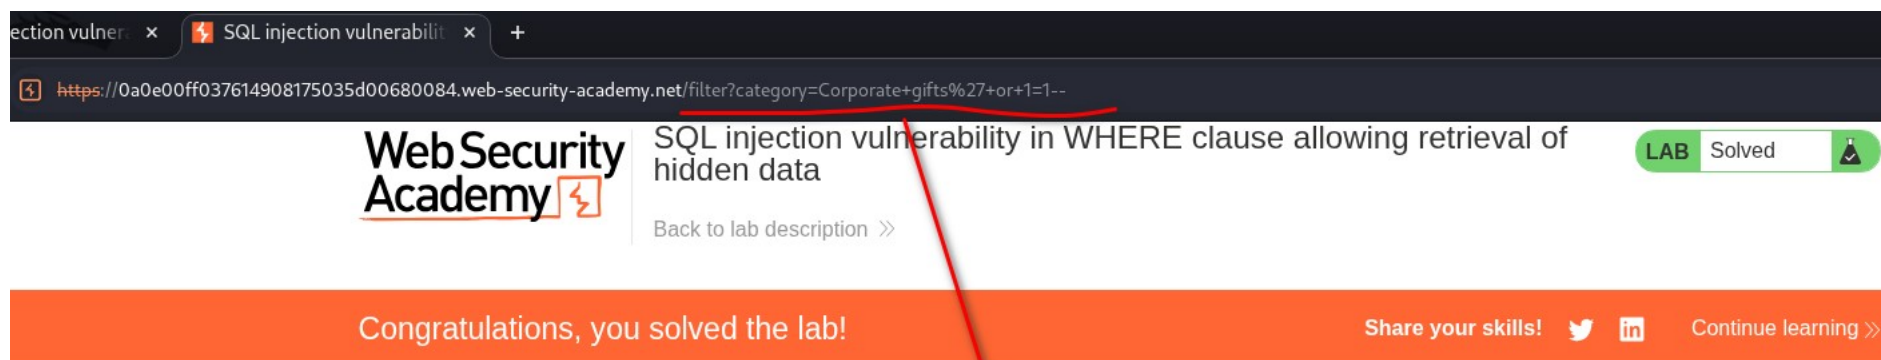 ection vulner SQL injection vulnerabilit
https://0a0e00ff037614908175035d00680084.web-security-academy.net/filter?category=Corporate+gifts%27+or+1=1--
WebSecurity
Academy
SQL injection vulnerability in WHERE clause allowing retrieval of
hidden data
Back to lab description
LAB Solved
Congratulations, you solved the lab!
Share your skills!
Continue learning